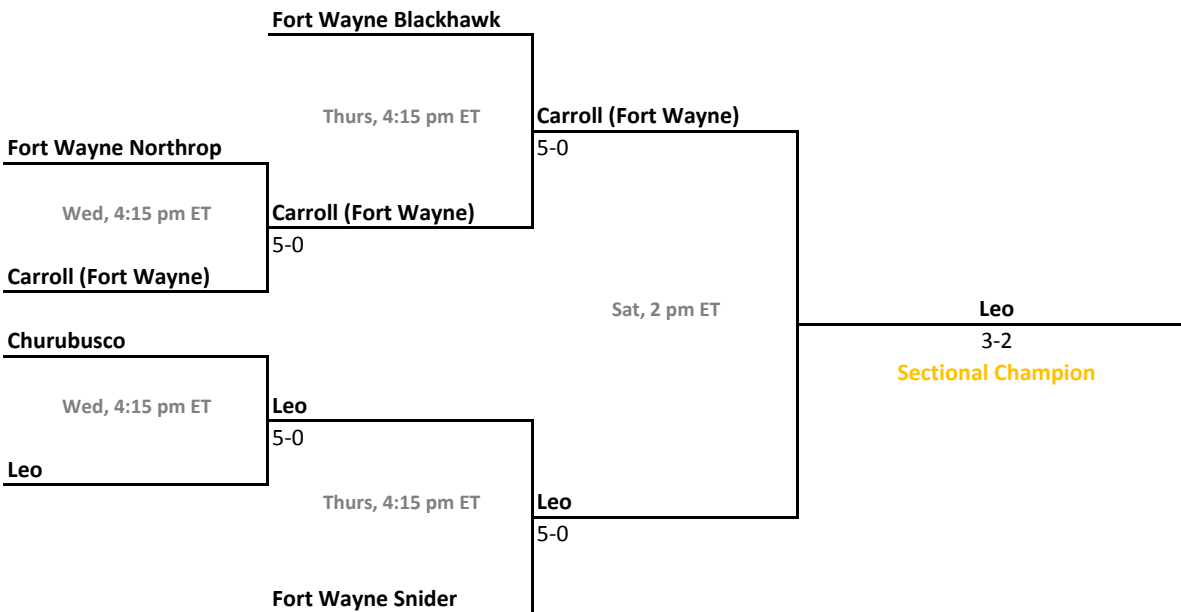 Fort Wayne Blackhawk
Thurs, 4:15 pm ET
Carroll (Fort Wayne)
5-0
Fort Wayne Northrop
Wed, 4:15 pm ET
Carroll (Fort Wayne)
5-0
Carroll (Fort Wayne)
Sat, 2 pm ET
Leo
3-2
Sectional Champion
Churubusco
Wed, 4:15 pm ET
Leo
5-0
Leo
Thurs, 4:15 pm ET
Leo
5-0
Fort Wayne Snider